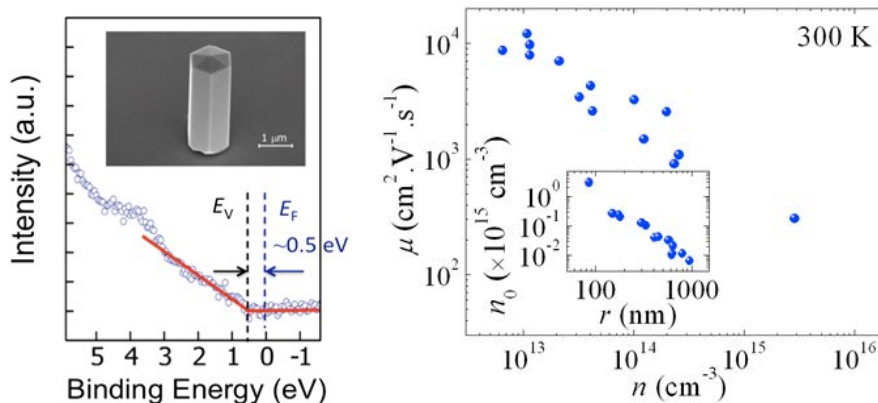 Intensity (a.u.)
1 μm
E_V
E_F
~0.5 eV
5 4 3 2 1 0 -1
Binding Energy (eV)
300 K
μ (cm².V⁻¹.s⁻¹)
10⁴
10³
10²
n₀ (×10¹⁵ cm⁻³)
10⁰
10⁻¹
10⁻²
100 1000
r (nm)
10¹³ 10¹⁴ 10¹⁵ 10¹⁶
n (cm⁻³)